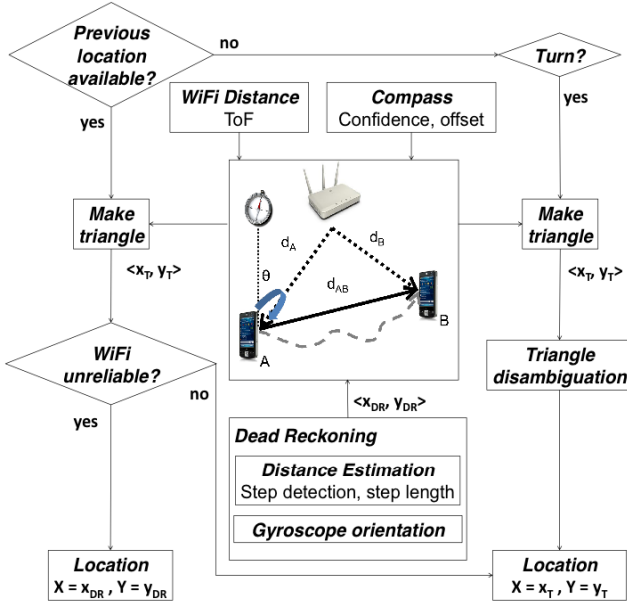 Previous
location
available?
no
Turn?
yes
yes
WiFi Distance
ToF
Compass
Confidence, offset
Make
triangle
Make
triangle
d_A
d_B
θ
d_AB
B
A
<x_T, y_T>
<x_T, y_T>
WiFi
unreliable?
no
yes
Triangle
disambiguation
<x_DR, y_DR>
Dead Reckoning
Distance Estimation
Step detection, step length
Gyroscope orientation
Location
X = x_DR , Y = y_DR
Location
X = x_T , Y = y_T